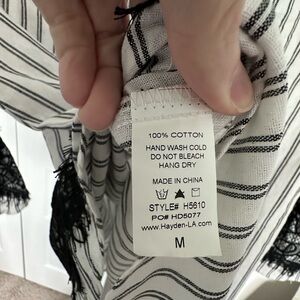 100% COTTON
HAND WASH COLD
DO NOT BLEACH
HANG DRY
MADE IN CHINA
STYLE# H5610
PO# HD5077
www.Hayden-LA.com
M